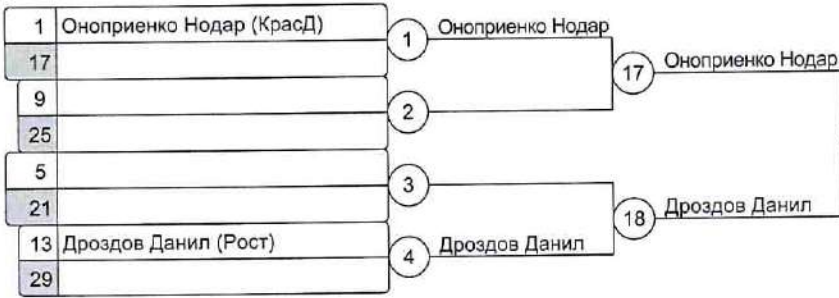 1 Оноприенко Нодар (КрасД)
17
9
25
5
21
13 Дроздов Данил (Рост)
29
1 Оноприенко Нодар
2
3
4 Дроздов Данил
17 Оноприенко Нодар
18 Дроздов Данил